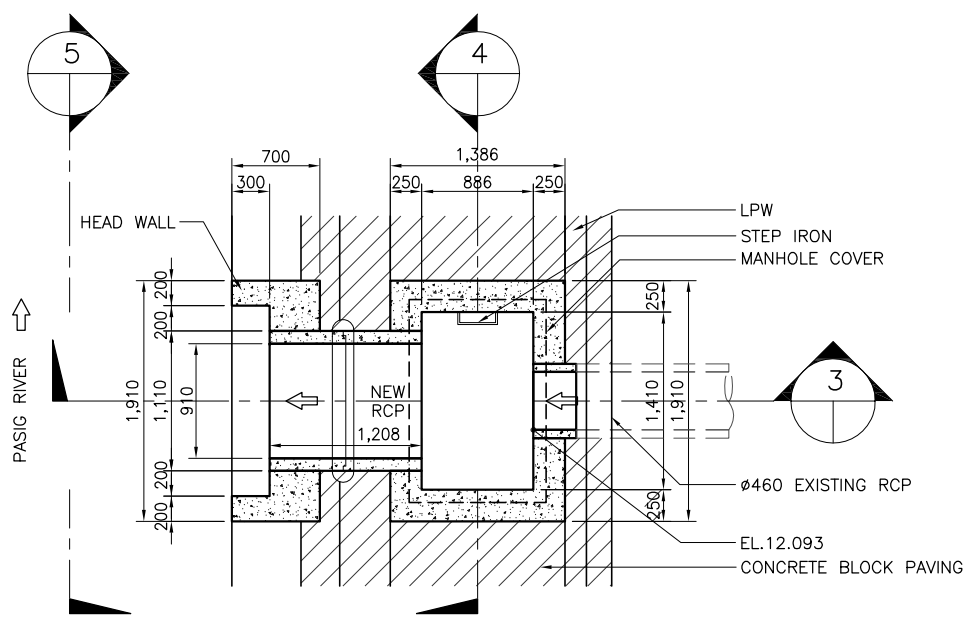 5
4
700
1,386
300
250
886
250
HEAD WALL
LPW
STEP IRON
MANHOLE COVER
200
200
1,910
1,110
910
200
200
NEW
RCP
1,208
250
1,410
1,910
250
3
PASIG RIVER
ø460 EXISTING RCP
EL.12.093
CONCRETE BLOCK PAVING